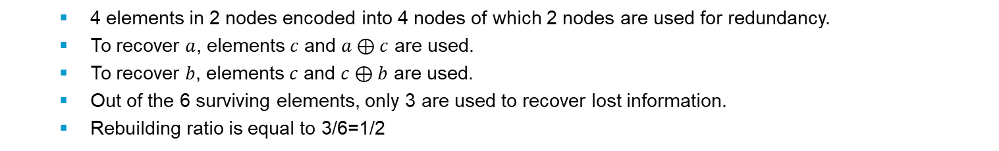 ▪ 4 elements in 2 nodes encoded into 4 nodes of which 2 nodes are used for redundancy.
▪ To recover a, elements c and a ⊕ c are used.
▪ To recover b, elements c and c ⊕ b are used.
▪ Out of the 6 surviving elements, only 3 are used to recover lost information.
▪ Rebuilding ratio is equal to 3/6=1/2